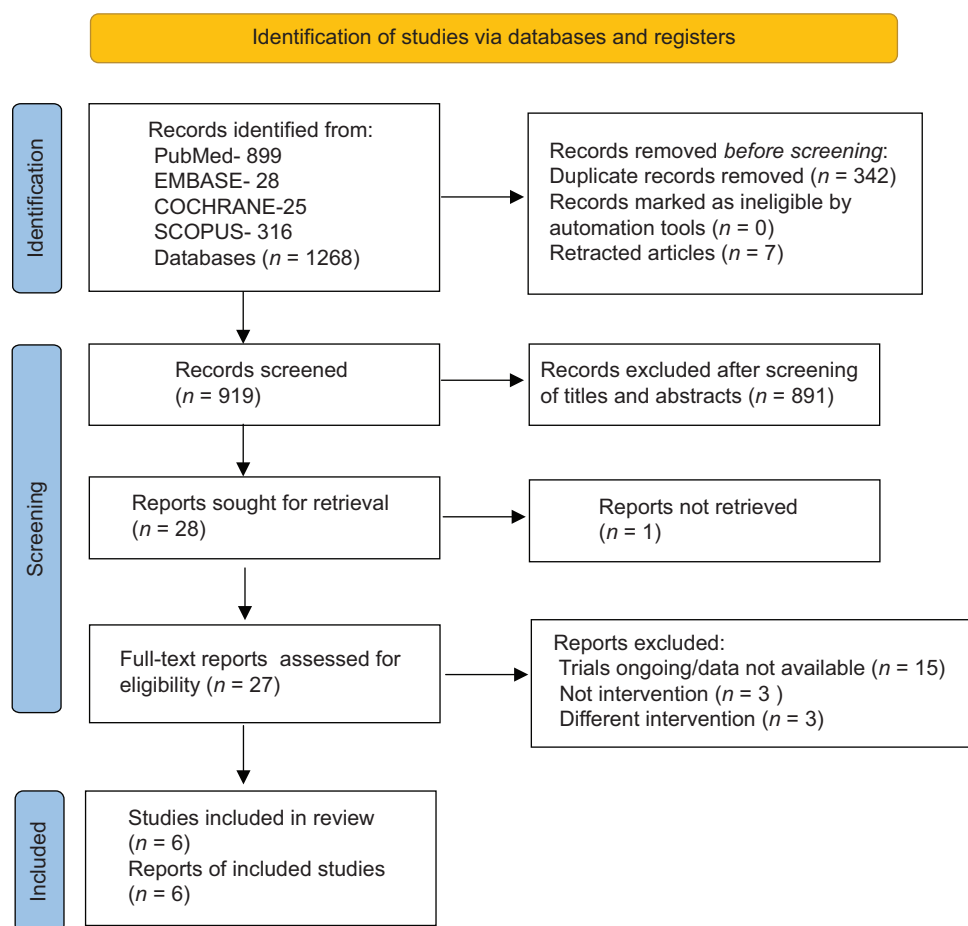 Identification of studies via databases and registers
Identification
Records identified from:
PubMed- 899
EMBASE- 28
COCHRANE-25
SCOPUS- 316
Databases (n = 1268)
Records removed before screening:
Duplicate records removed (n = 342)
Records marked as ineligible by
automation tools (n = 0)
Retracted articles (n = 7)
Screening
Records screened
(n = 919)
Records excluded after screening
of titles and abstracts (n = 891)
Reports sought for retrieval
(n = 28)
Reports not retrieved
(n = 1)
Full-text reports assessed for
eligibility (n = 27)
Reports excluded:
Trials ongoing/data not available (n = 15)
Not intervention (n = 3 )
Different intervention (n = 3)
Included
Studies included in review
(n = 6)
Reports of included studies
(n = 6)